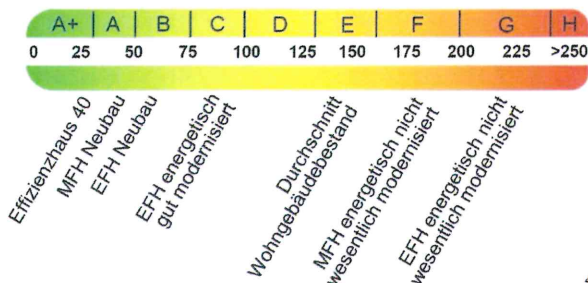 A+ A B C D E F G H
0 25 50 75 100 125 150 175 200 225 >250
Effizienzhaus 40
MFH Neubau
EFH Neubau
EFH energetisch
gut modernisiert
Durchschnitt
Wohngebäudebestand
MFH energetisch nicht
wesentlich modernisiert
EFH energetisch nicht
wesentlich modernisiert